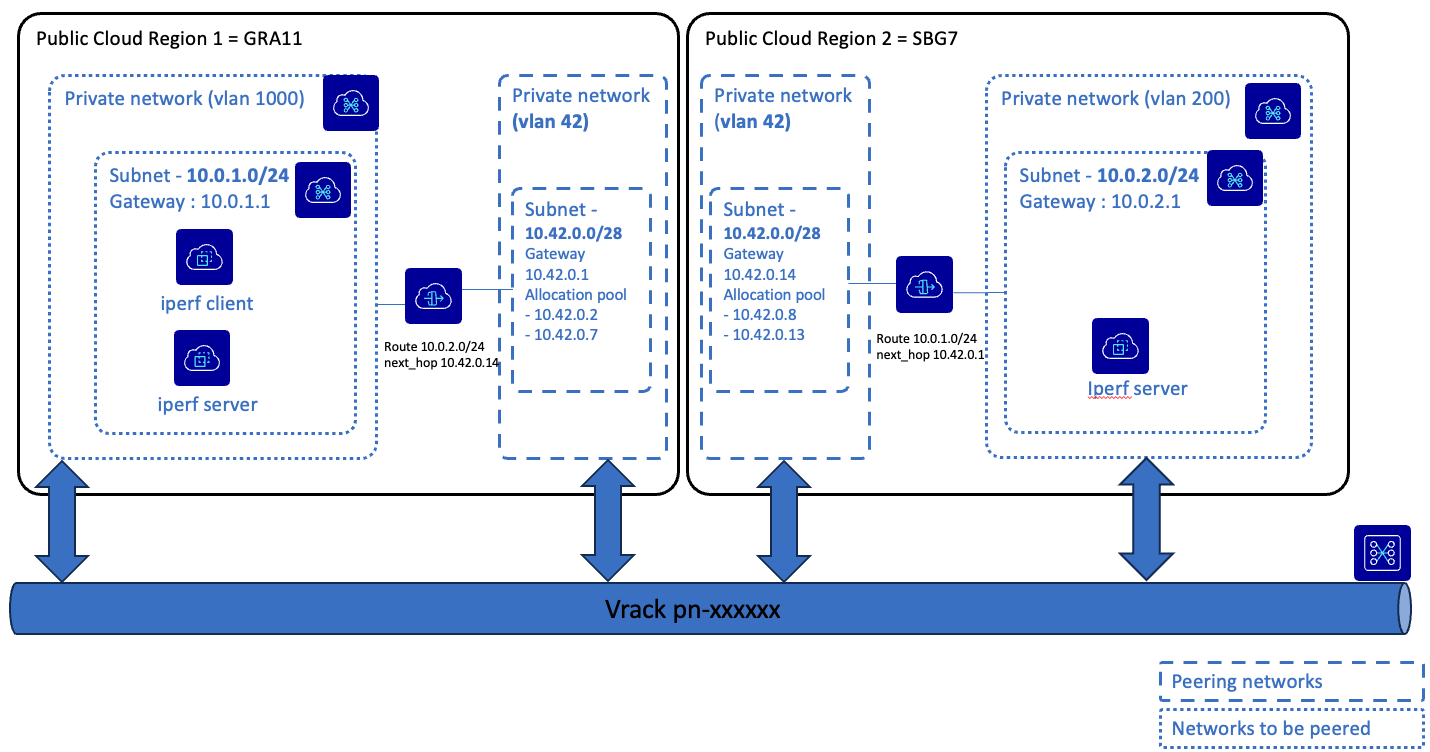 Public Cloud Region 1 = GRA11
Private network (vlan 1000)
Subnet - 10.0.1.0/24
Gateway : 10.0.1.1
iperf client
iperf server
Route 10.0.2.0/24
next_hop 10.42.0.14
Private network
(vlan 42)
Subnet -
10.42.0.0/28
Gateway
10.42.0.1
Allocation pool
- 10.42.0.2
- 10.42.0.7
Public Cloud Region 2 = SBG7
Private network
(vlan 42)
Subnet -
10.42.0.0/28
Gateway
10.42.0.14
Allocation pool
- 10.42.0.8
- 10.42.0.13
Route 10.0.1.0/24
next_hop 10.42.0.1
Private network (vlan 200)
Subnet - 10.0.2.0/24
Gateway : 10.0.2.1
Iperf server
Vrack pn-xxxxxx
Peering networks
Networks to be peered